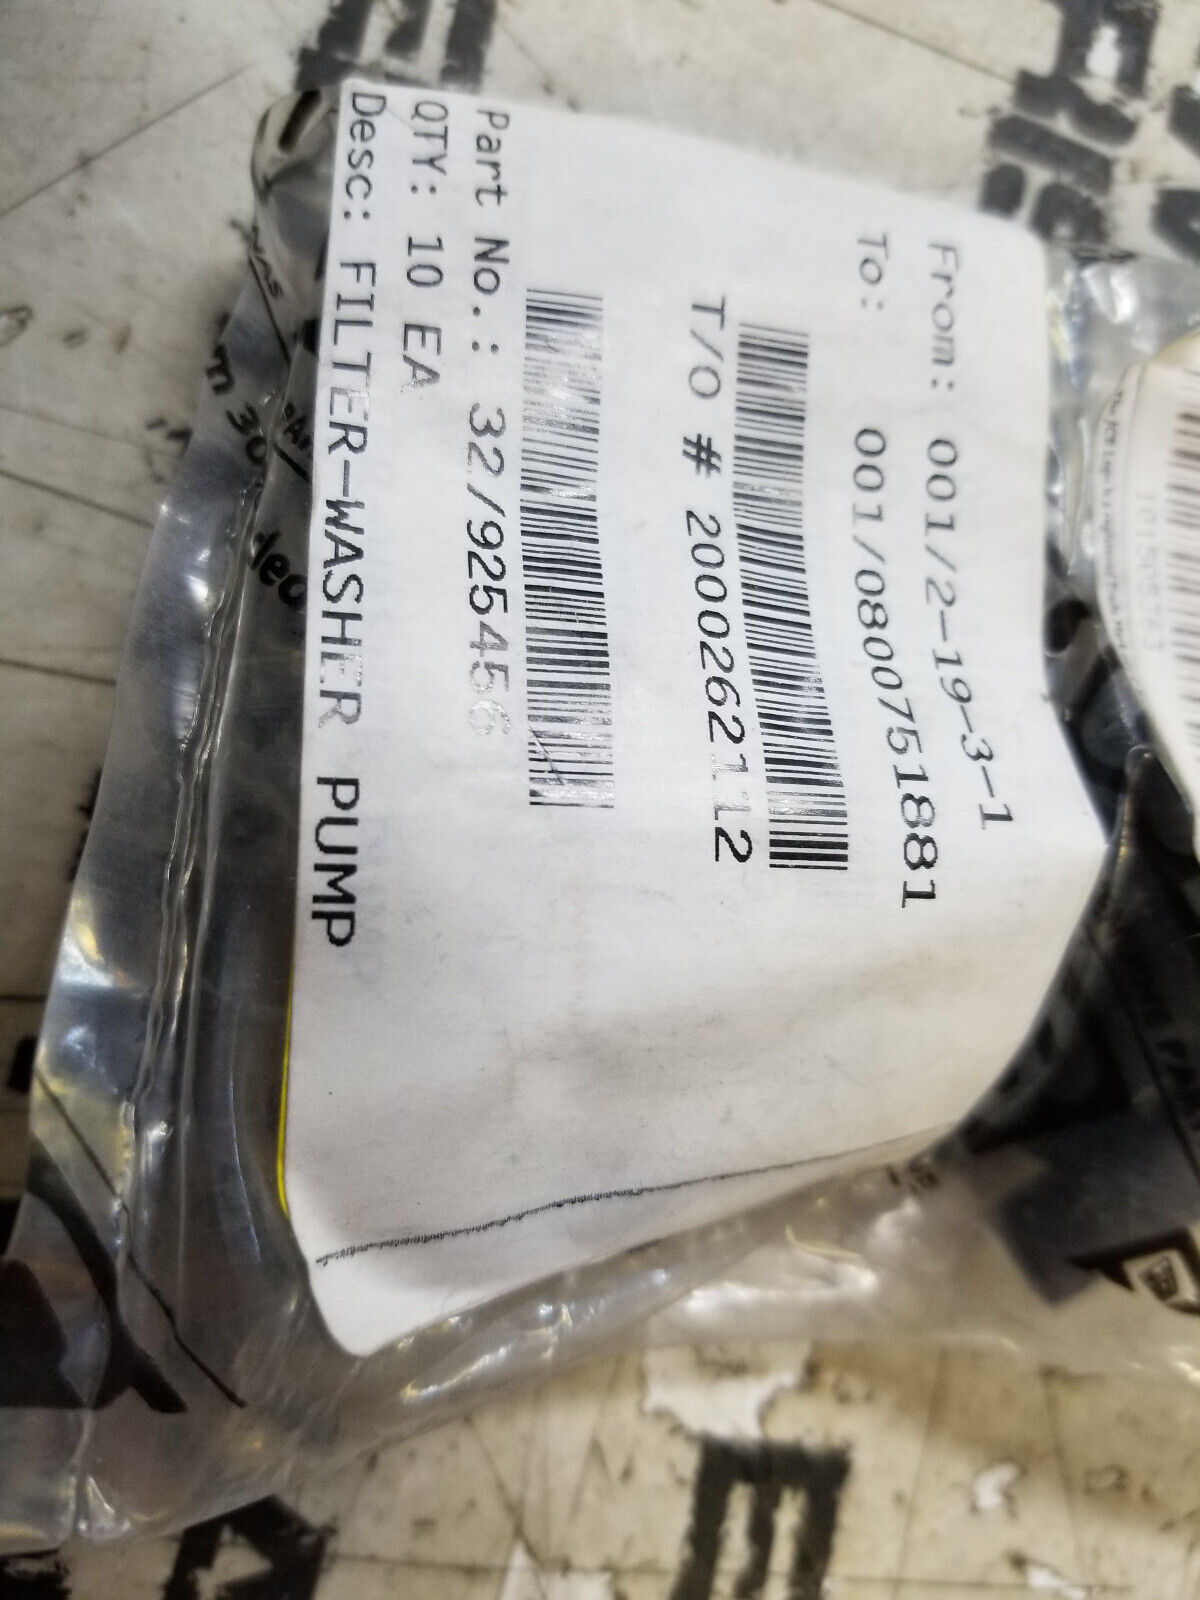 From: 001/2-19-3-1
To: 001/0800751881
T/O # 2000262112
Part No.: 32/925456
QTY: 10 EA
Desc: FILTER-WASHER PUMP